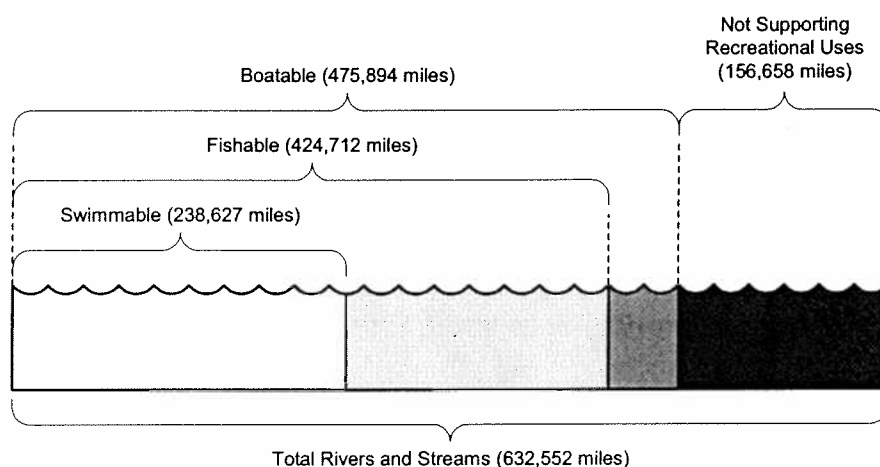 Not Supporting
Recreational Uses
(156,658 miles)
Boatable (475,894 miles)
Fishable (424,712 miles)
Swimmable (238,627 miles)
Total Rivers and Streams (632,552 miles)